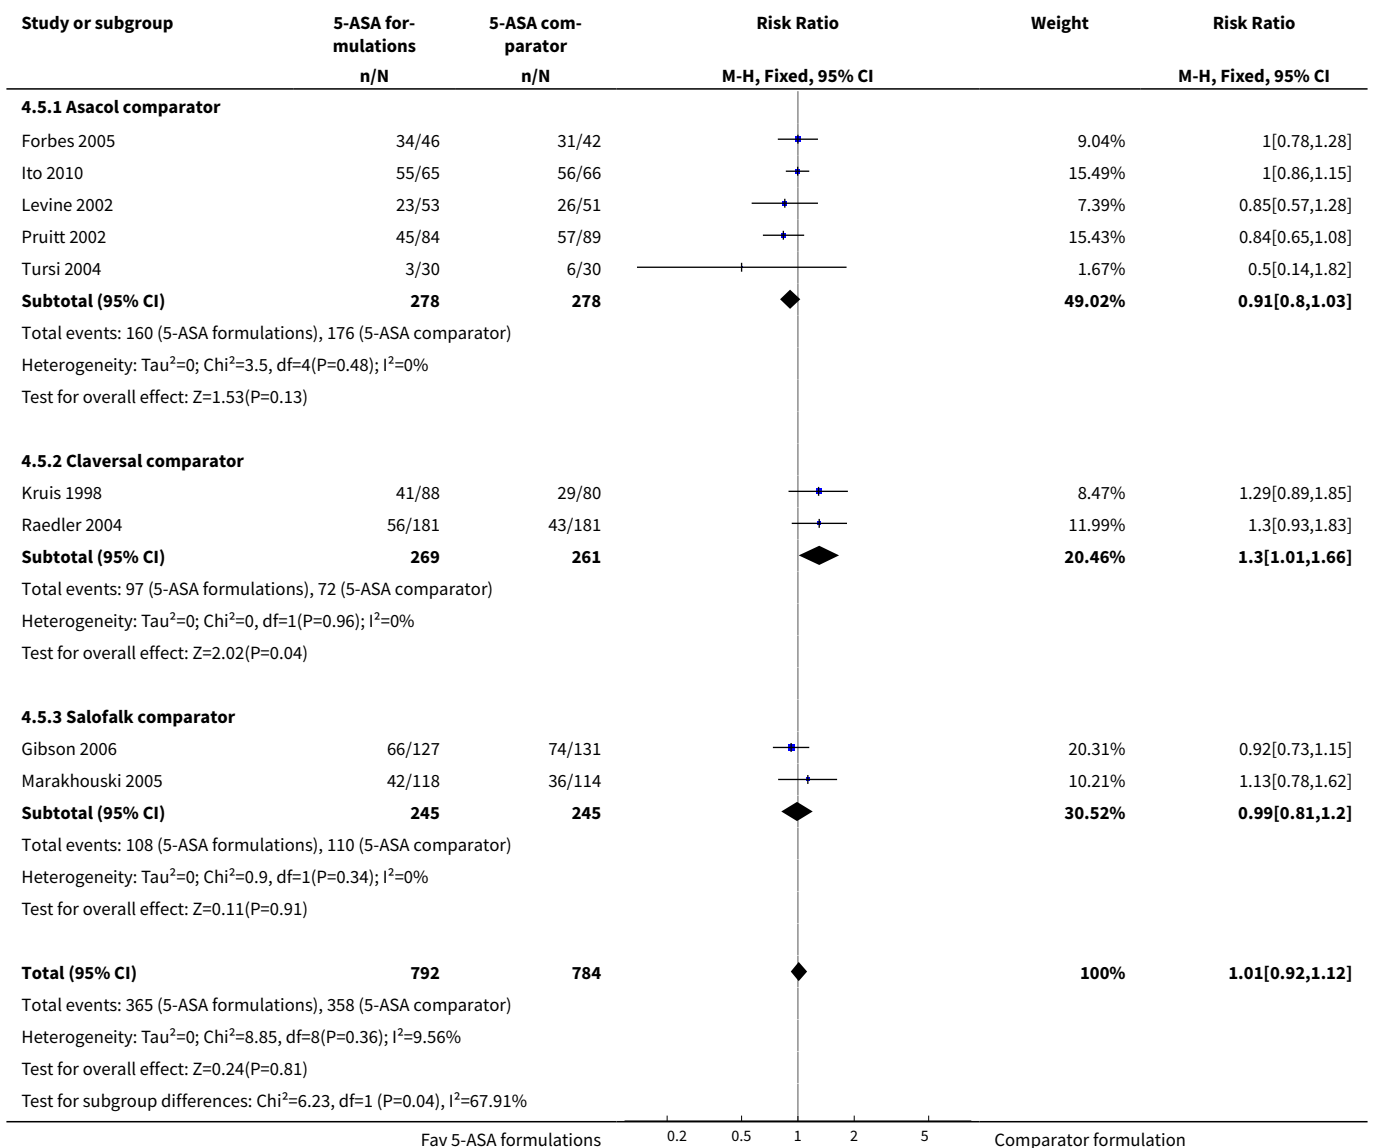 Study or subgroup 5-ASA for- 5-ASA com- Risk Ratio Weight Risk Ratio
mulations parator
n/N n/N M-H, Fixed, 95% CI M-H, Fixed, 95% CI
4.5.1 Asacol comparator
Forbes 2005 34/46 31/42 9.04% 1[0.78,1.28]
Ito 2010 55/65 56/66 15.49% 1[0.86,1.15]
Levine 2002 23/53 26/51 7.39% 0.85[0.57,1.28]
Pruitt 2002 45/84 57/89 15.43% 0.84[0.65,1.08]
Tursi 2004 3/30 6/30 1.67% 0.5[0.14,1.82]
Subtotal (95% CI) 278 278 49.02% 0.91[0.8,1.03]
Total events: 160 (5-ASA formulations), 176 (5-ASA comparator)
Heterogeneity: Tau²=0; Chi²=3.5, df=4(P=0.48); I²=0%
Test for overall effect: Z=1.53(P=0.13)
4.5.2 Claversal comparator
Kruis 1998 41/88 29/80 8.47% 1.29[0.89,1.85]
Raedler 2004 56/181 43/181 11.99% 1.3[0.93,1.83]
Subtotal (95% CI) 269 261 20.46% 1.3[1.01,1.66]
Total events: 97 (5-ASA formulations), 72 (5-ASA comparator)
Heterogeneity: Tau²=0; Chi²=0, df=1(P=0.96); I²=0%
Test for overall effect: Z=2.02(P=0.04)
4.5.3 Salofalk comparator
Gibson 2006 66/127 74/131 20.31% 0.92[0.73,1.15]
Marakhouski 2005 42/118 36/114 10.21% 1.13[0.78,1.62]
Subtotal (95% CI) 245 245 30.52% 0.99[0.81,1.2]
Total events: 108 (5-ASA formulations), 110 (5-ASA comparator)
Heterogeneity: Tau²=0; Chi²=0.9, df=1(P=0.34); I²=0%
Test for overall effect: Z=0.11(P=0.91)
Total (95% CI) 792 784 100% 1.01[0.92,1.12]
Total events: 365 (5-ASA formulations), 358 (5-ASA comparator)
Heterogeneity: Tau²=0; Chi²=8.85, df=8(P=0.36); I²=9.56%
Test for overall effect: Z=0.24(P=0.81)
Test for subgroup differences: Chi²=6.23, df=1 (P=0.04), I²=67.91%
Fav 5-ASA formulations 0.2 0.5 1 2 5 Comparator formulation